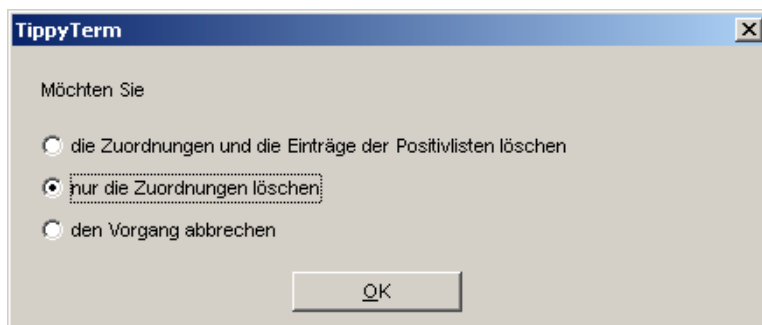 TippyTerm
Möchten Sie
die Zuordnungen und die Einträge der Positivlisten löschen
nur die Zuordnungen löschen
den Vorgang abbrechen
OK